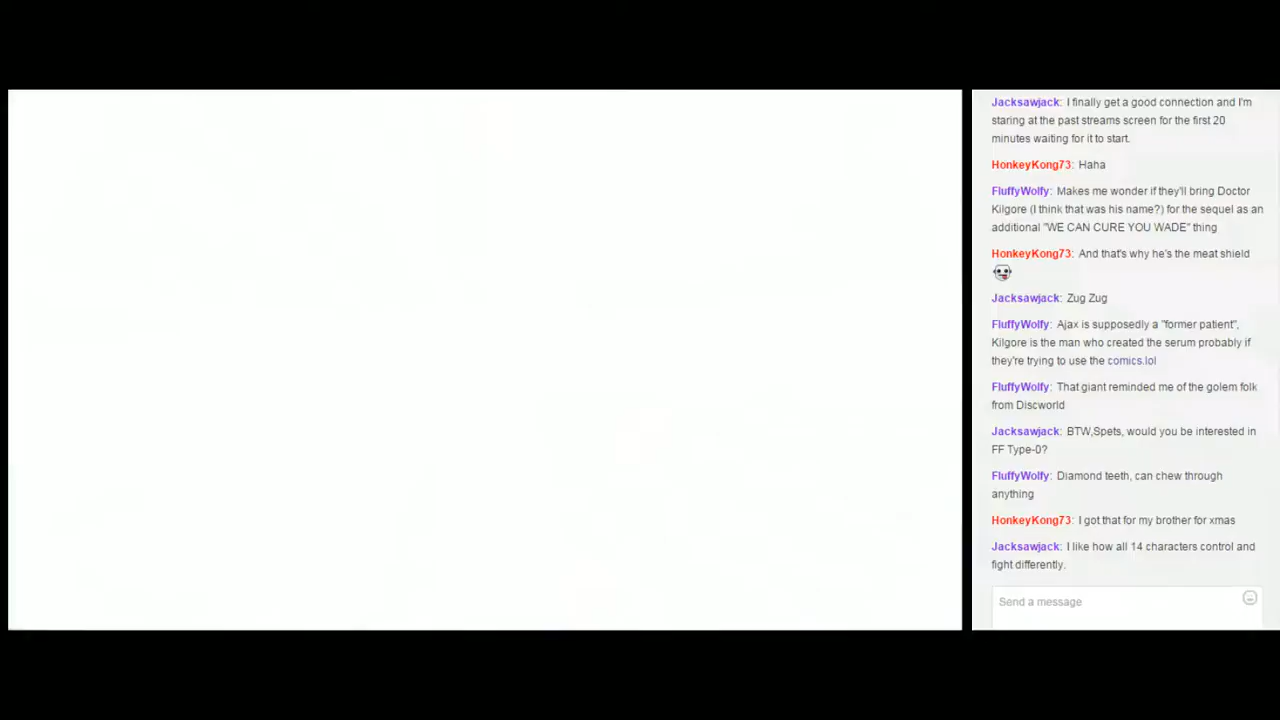 Jacksawjack: I finally get a good connection and I'm
staring at the past streams screen for the first 20
minutes waiting for it to start.
HonkeyKong73: Haha
FluffyWolfy: Makes me wonder if they'll bring Doctor
Kilgore (I think that was his name?) for the sequel as an
additional "WE CAN CURE YOU WADE" thing
HonkeyKong73: And that's why he's the meat shield
Jacksawjack: Zug Zug
FluffyWolfy: Ajax is supposedly a "former patient",
Kilgore is the man who created the serum probably if
they're trying to use the comics.lol
FluffyWolfy: That giant reminded me of the golem folk
from Discworld
Jacksawjack: BTW,Spets, would you be interested in
FF Type-0?
FluffyWolfy: Diamond teeth, can chew through
anything
HonkeyKong73: I got that for my brother for xmas
Jacksawjack: I like how all 14 characters control and
fight differently.
Send a message